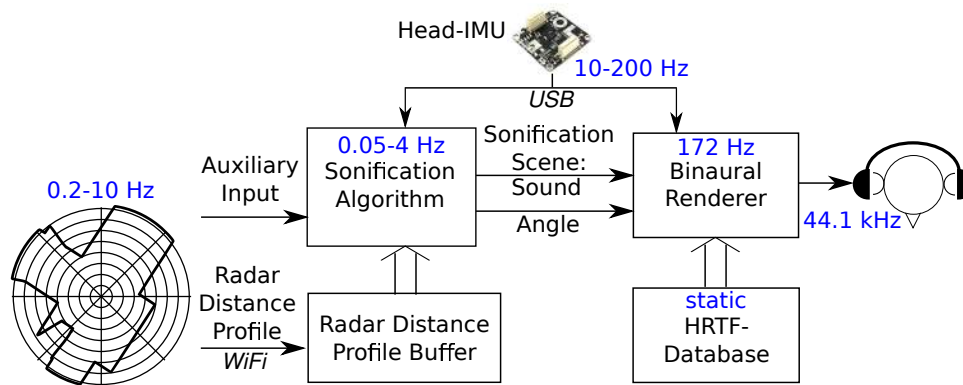 Head-IMU
10-200 Hz
USB
0.05-4 Hz
Sonification
Algorithm
Sonification
Scene:
Sound
Angle
172 Hz
Binaural
Renderer
44.1 kHz
Auxiliary
Input
0.2-10 Hz
Radar
Distance
Profile
WiFi
Radar Distance
Profile Buffer
static
HRTF-
Database